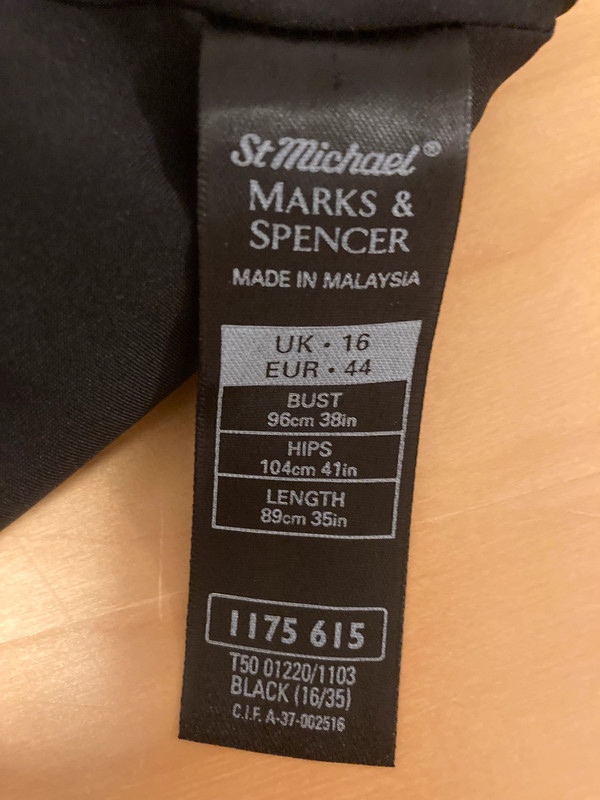 St Michael®
MARKS &
SPENCER
MADE IN MALAYSIA
UK • 16
EUR • 44
BUST
96cm 38in
HIPS
104cm 41in
LENGTH
89cm 35in
1175 615
T50 01220/1103
BLACK (16/35)
C.I.F. A-37-002516